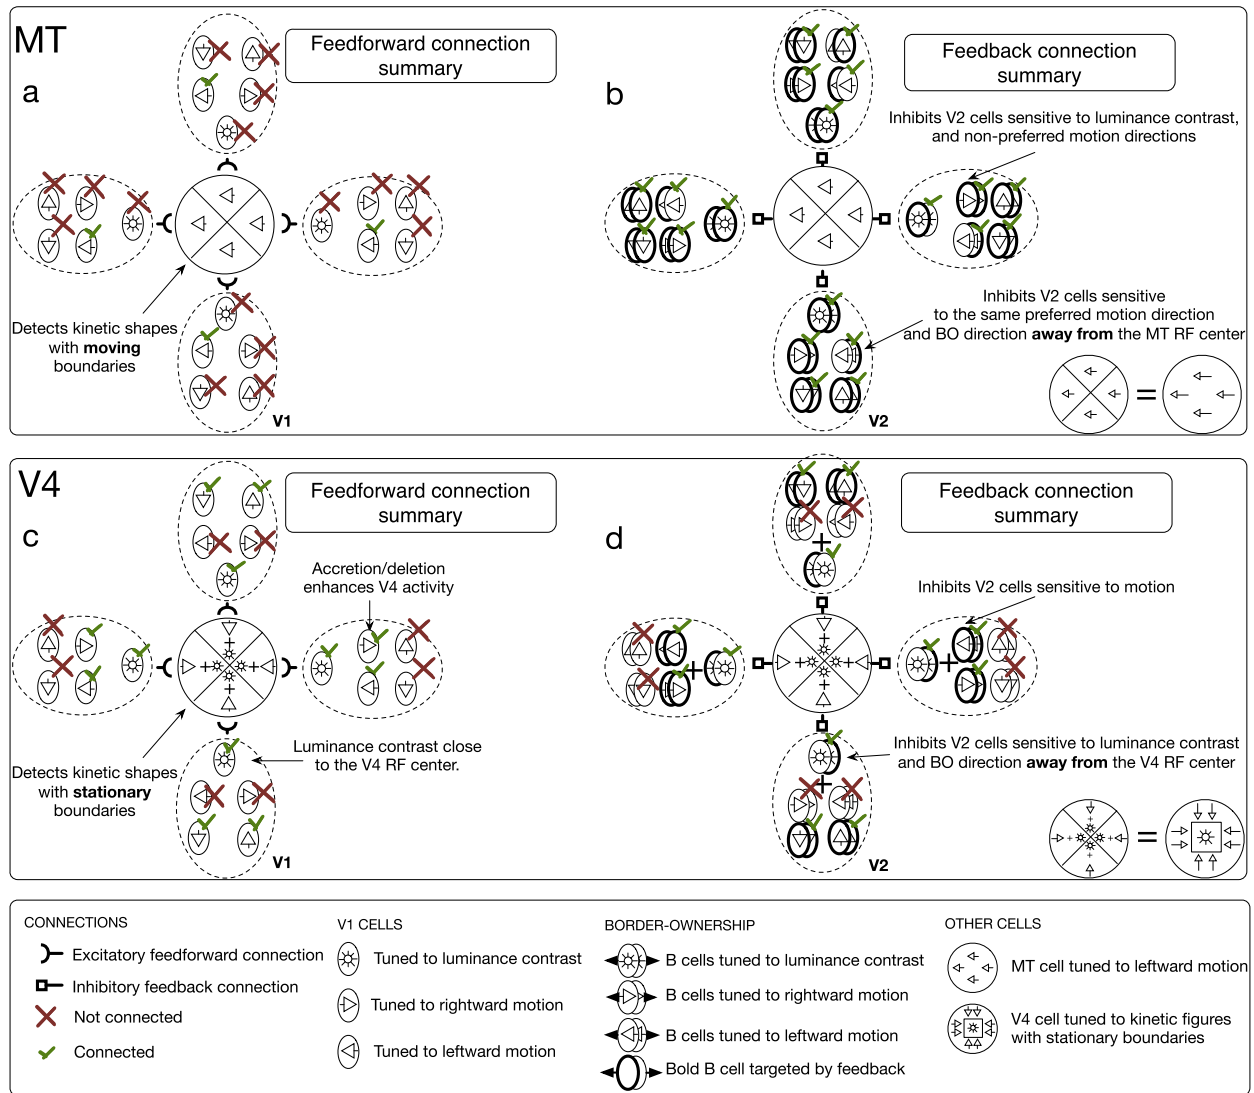 MT
a
Feedforward connection
summary
b
Feedback connection
summary
Inhibits V2 cells sensitive to luminance contrast,
and non-preferred motion directions
Detects kinetic shapes
with moving
boundaries
V1
Inhibits V2 cells sensitive
to the same preferred motion direction
and BO direction away from the MT RF center
=
V2
V4
c
Feedforward connection
summary
Accretion/deletion
enhances V4 activity
d
Feedback connection
summary
Inhibits V2 cells sensitive to motion
Detects kinetic shapes
with stationary
boundaries
Luminance contrast close
to the V4 RF center.
V1
Inhibits V2 cells sensitive to luminance contrast
and BO direction away from the V4 RF center
=
V2
CONNECTIONS
Excitatory feedforward connection
Inhibitory feedback connection
Not connected
Connected
V1 CELLS
Tuned to luminance contrast
Tuned to rightward motion
Tuned to leftward motion
BORDER-OWNERSHIP
B cells tuned to luminance contrast
B cells tuned to rightward motion
B cells tuned to leftward motion
Bold B cell targeted by feedback
OTHER CELLS
MT cell tuned to leftward motion
V4 cell tuned to kinetic figures
with stationary boundaries